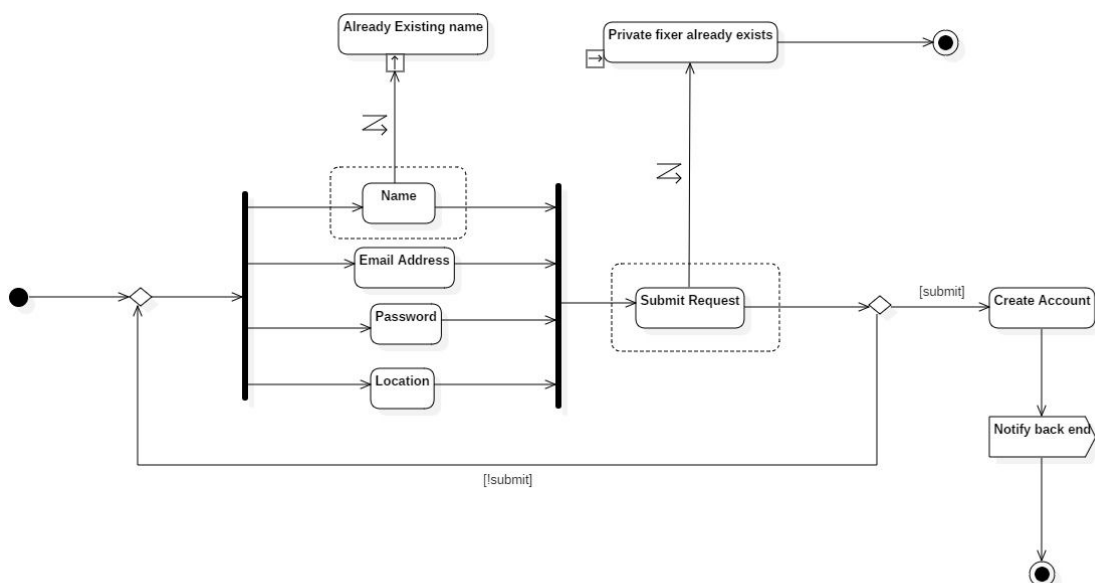 Already Existing name
Private fixer already exists
Name
Email Address
Password
Location
Submit Request
[submit]
Create Account
Notify back end
[!submit]